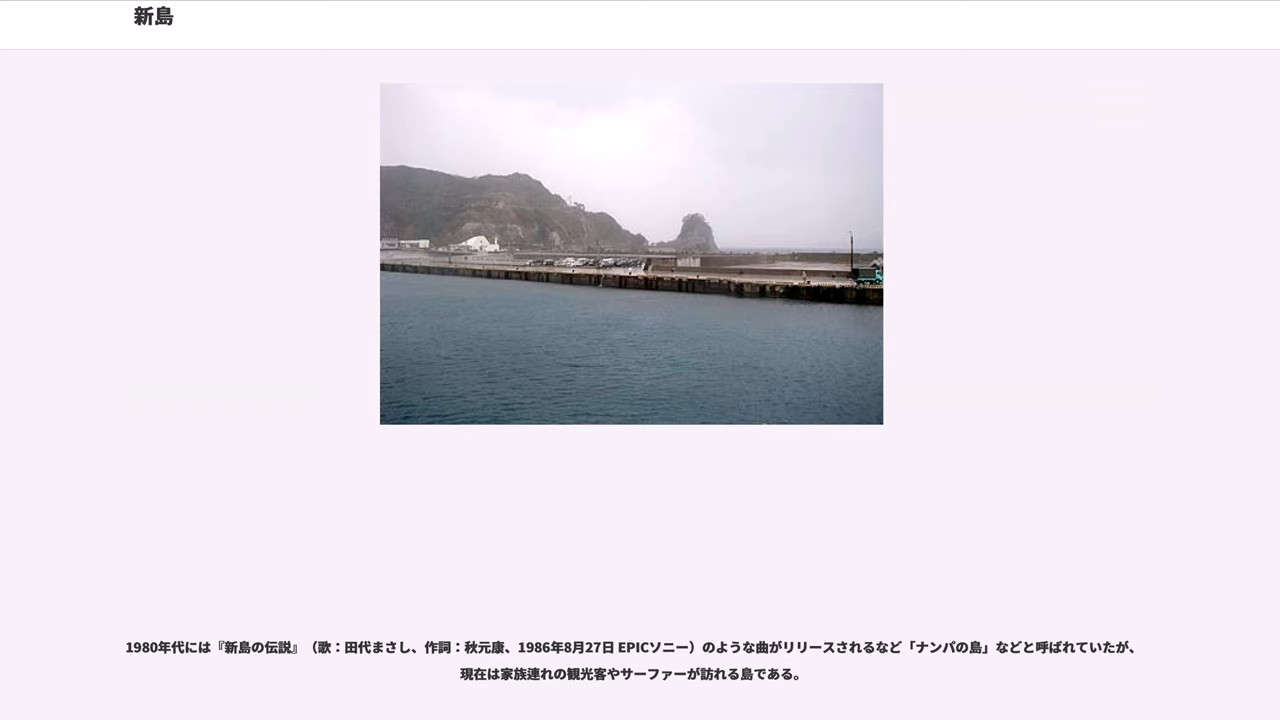 新島
1980年代には『新島の伝説』（歌：田代まさし、作詞：秋元康、1986年8月27日 EPICソニー）のような曲がリリースされるなど「ナンパの島」などと呼ばれていたが、
現在は家族連れの観光客やサーファーが訪れる島である。